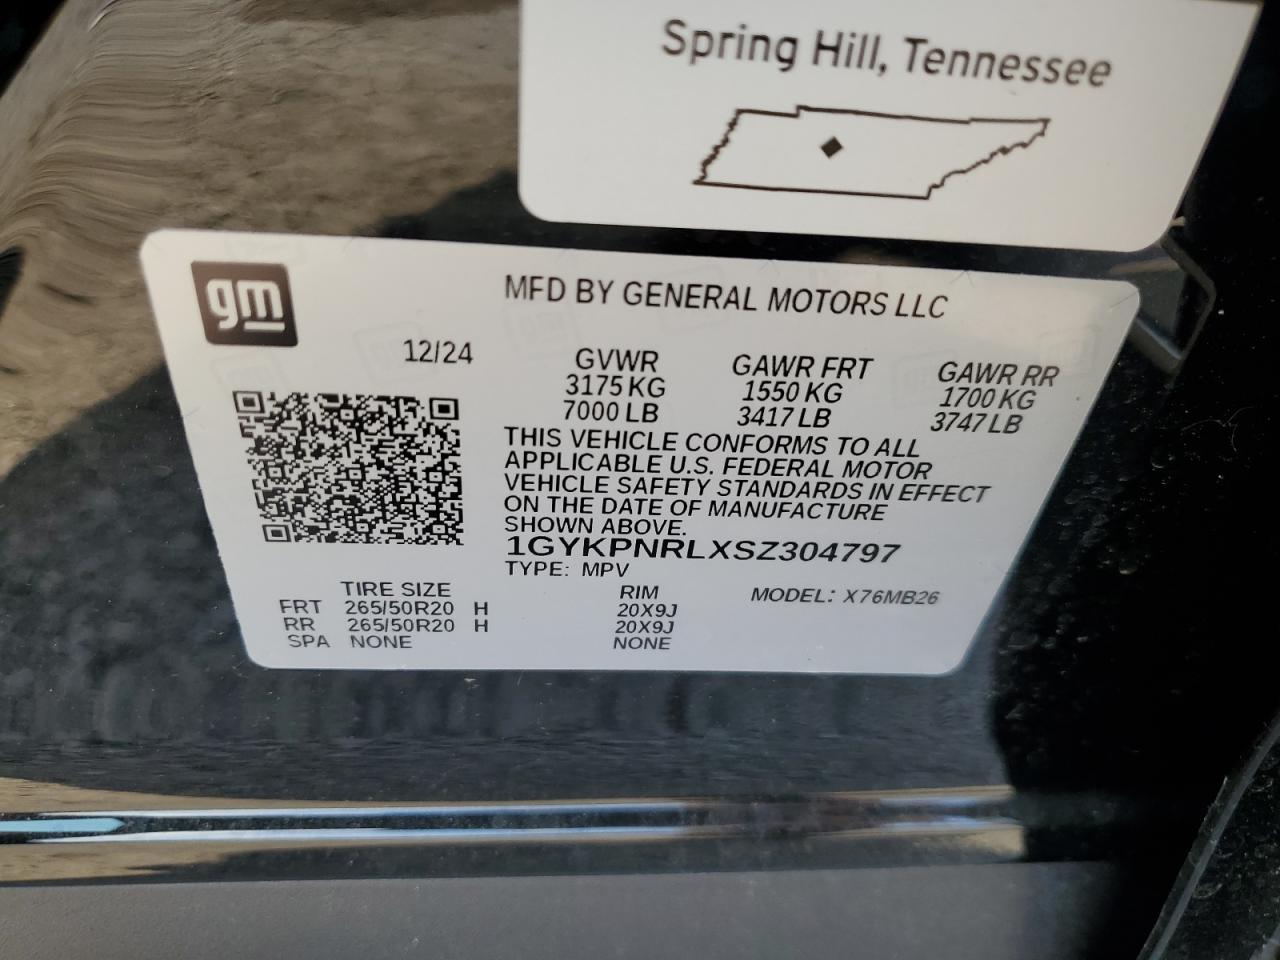 Spring Hill, Tennessee
gm
MFD BY GENERAL MOTORS LLC
12/24 GVWR GAWR FRT GAWR RR
3175 KG 1550 KG 1700 KG
7000 LB 3417 LB 3747 LB
THIS VEHICLE CONFORMS TO ALL
APPLICABLE U.S. FEDERAL MOTOR
VEHICLE SAFETY STANDARDS IN EFFECT
ON THE DATE OF MANUFACTURE
SHOWN ABOVE.
1GYKPNRLXSZ304797
TYPE: MPV
TIRE SIZE RIM MODEL: X76MB26
FRT 265/50R20 H 20X9J
RR 265/50R20 H 20X9J
SPA NONE NONE